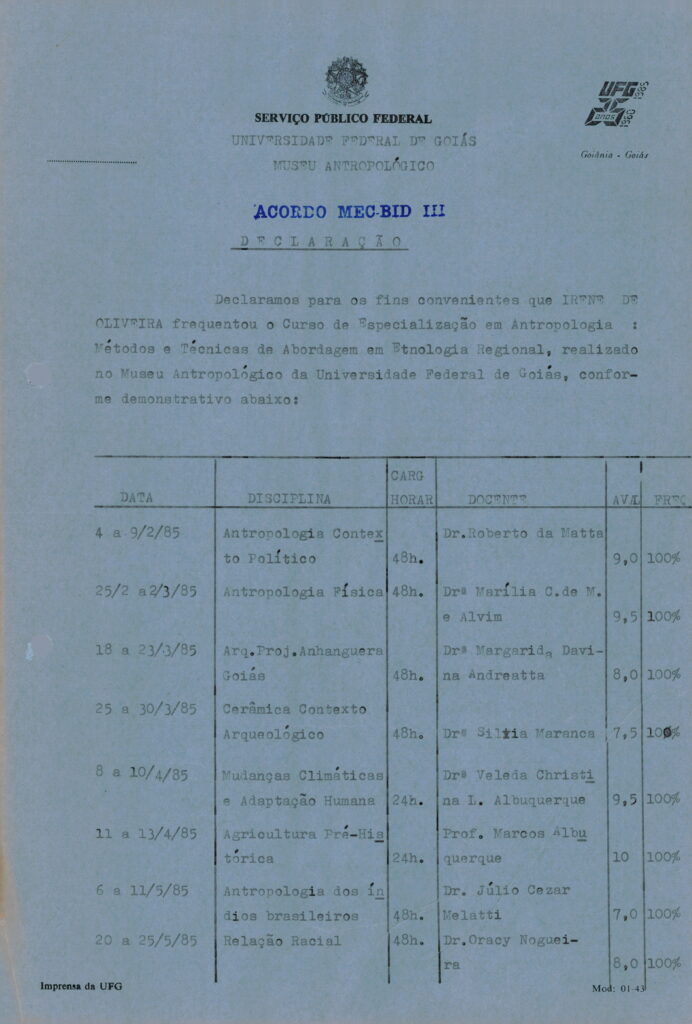 UFG
anos
Goiânia - Goiás
SERVIÇO PÚBLICO FEDERAL
UNIVERSIDADE FEDERAL DE GOIÁS
MUSEU ANTROPOLÓGICO
ACORDO MEC-BID III
DECLARAÇÃO
Declaramos para os fins convenientes que IRENE DE
OLIVEIRA frequentou o Curso de Especialização em Antropologia :
Métodos e Técnicas de Abordagem em Etnologia Regional, realizado
no Museu Antropológico da Universidade Federal de Goiás, confor-
me demonstrativo abaixo:
CARG
DATA DISCIPLINA HORAR DOCENTE AVAL FREQ
4 a 9/2/85 Antropologia Contex Dr.Roberto da Matta
to Político 48h. 9,0 100%
25/2 a2/3/85 Antropologia Física 48h. Drª Marília C.de M.
e Alvim 9,5 100%
18 a 23/3/85 Arq.Proj.Anhanguera Drª Margarida Davi-
Goiás 48h. na Andreatta 8,0 100%
25 a 30/3/85 Cerâmica Contexto
Arqueológico 48h. Drª Silvia Maranca 7,5 100%
8 a 10/4/85 Mudanças Climáticas Drª Veleda Christi
e Adaptação Humana 24h. na L. Albuquerque 9,5 100%
11 a 13/4/85 Agricultura Pré-His Prof. Marcos Albu
tórica 24h. querque 10 100%
6 a 11/5/85 Antropologia dos ín Dr. Júlio Cezar
dios brasileiros 48h. Melatti 7,0 100%
20 a 25/5/85 Relação Racial 48h. Dr.Oracy Noguei-
ra 8,0 100%
Imprensa da UFG Mod: 01-43